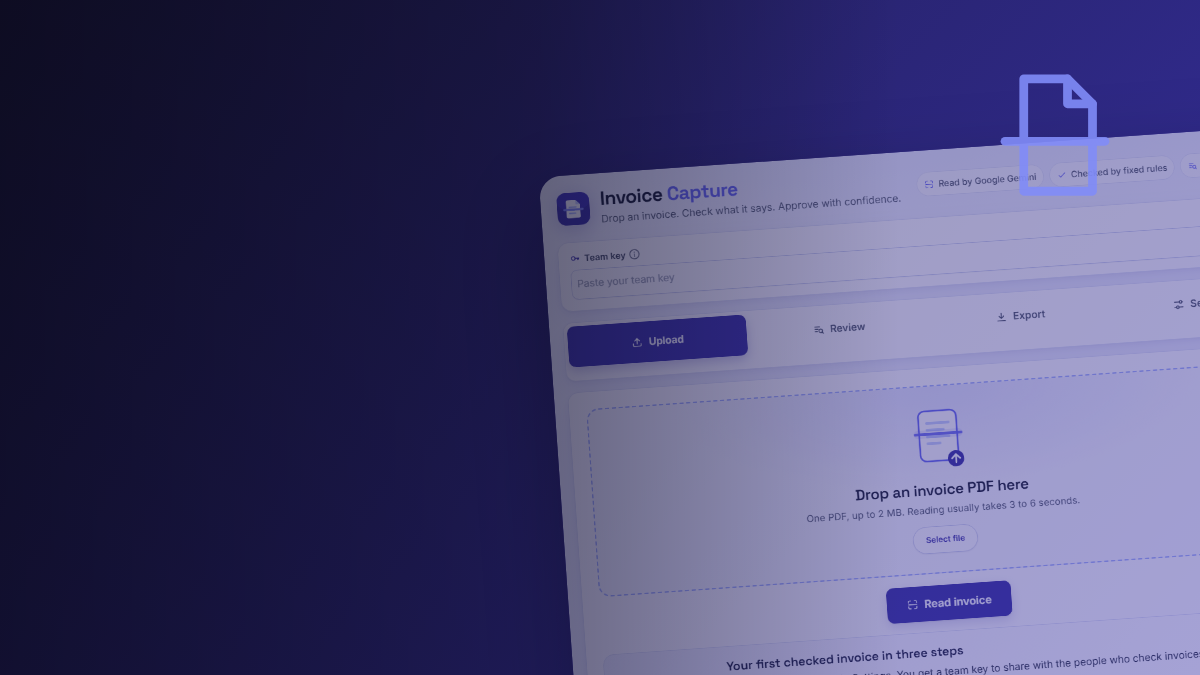 Invoice Capture
Drop an invoice. Check what it says. Approve with confidence.
Read by Google Gemini
Checked by fixed rules
Team key
Paste your team key
Upload
Review
Export
Drop an invoice PDF here
One PDF, up to 2 MB. Reading usually takes 3 to 6 seconds.
Select file
Read invoice
Your first checked invoice in three steps
You get a team key to share with the people who check invoices